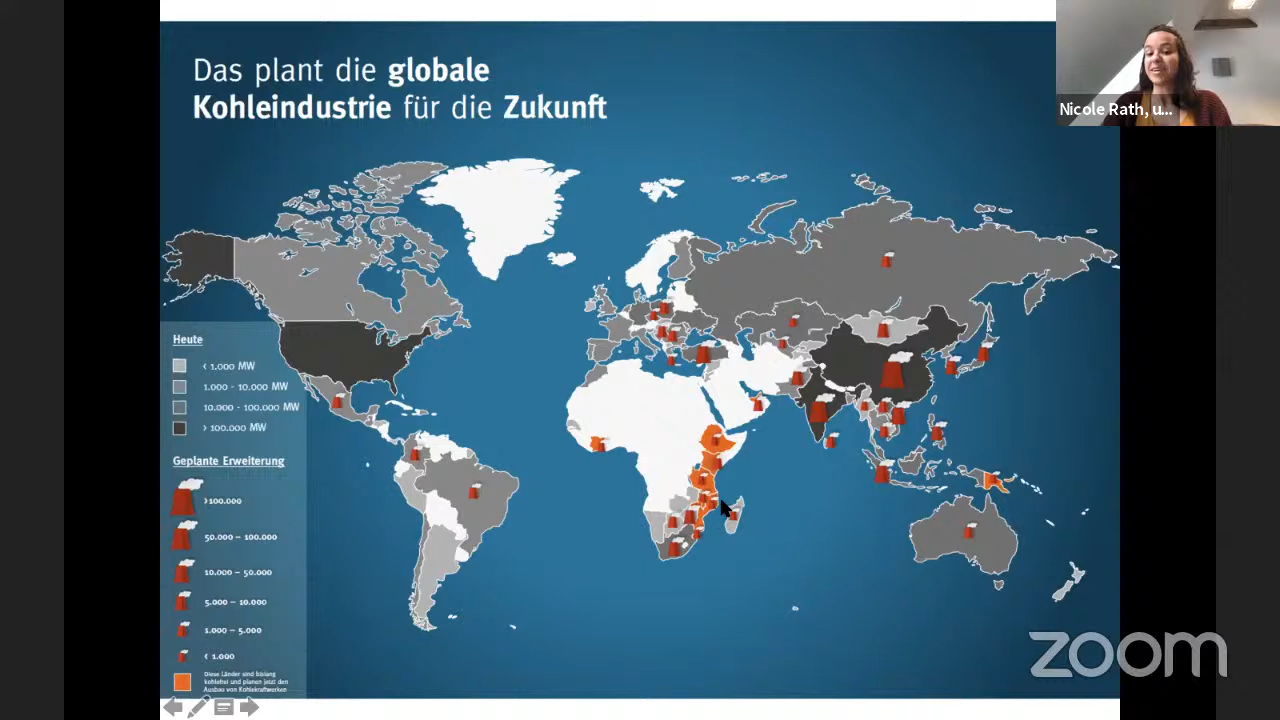 Das plant die globale
Kohleindustrie für die Zukunft
Nicole Rath, u...
Heute
< 1.000 MW
1.000 - 10.000 MW
10.000 - 100.000 MW
> 100.000 MW
Geplante Erweiterung
>100.000
50.000 – 100.000
10.000 – 50.000
5.000 – 10.000
1.000 – 5.000
< 1.000
Diese Länder sind bislang
kohlefrei und planen jetzt den
Ausbau von Kohlekraftwerken
zoom